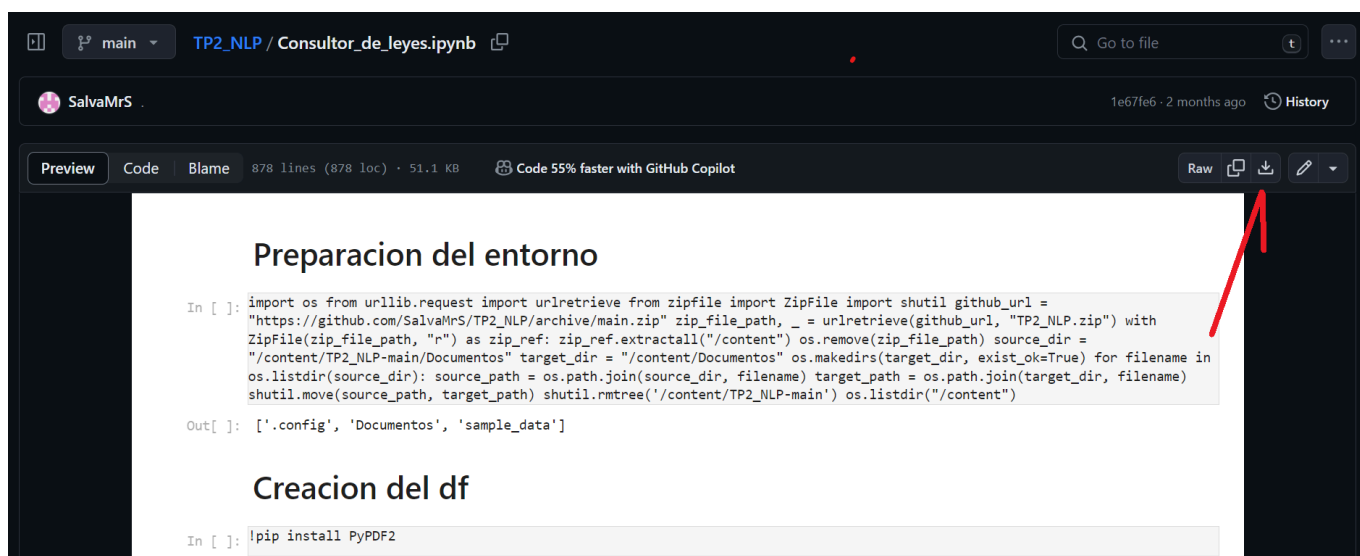 main
TP2_NLP / Consultor_de_leyes.ipynb
Go to file
t
SalvaMrS .
1e67fe6 · 2 months ago
History
Preview
Code
Blame
878 lines (878 loc) · 51.1 KB
Code 55% faster with GitHub Copilot
Raw
Preparacion del entorno
In [ ]:
import os from urllib.request import urlretrieve from zipfile import ZipFile import shutil github_url =
"https://github.com/SalvaMrS/TP2_NLP/archive/main.zip" zip_file_path, _ = urlretrieve(github_url, "TP2_NLP.zip") with
ZipFile(zip_file_path, "r") as zip_ref: zip_ref.extractall("/content") os.remove(zip_file_path) source_dir =
"/content/TP2_NLP-main/Documentos" target_dir = "/content/Documentos" os.makedirs(target_dir, exist_ok=True) for filename in
os.listdir(source_dir): source_path = os.path.join(source_dir, filename) target_path = os.path.join(target_dir, filename)
shutil.move(source_path, target_path) shutil.rmtree('/content/TP2_NLP-main') os.listdir("/content")
Out[ ]: ['.config', 'Documentos', 'sample_data']
Creacion del df
In [ ]: !pip install PyPDF2